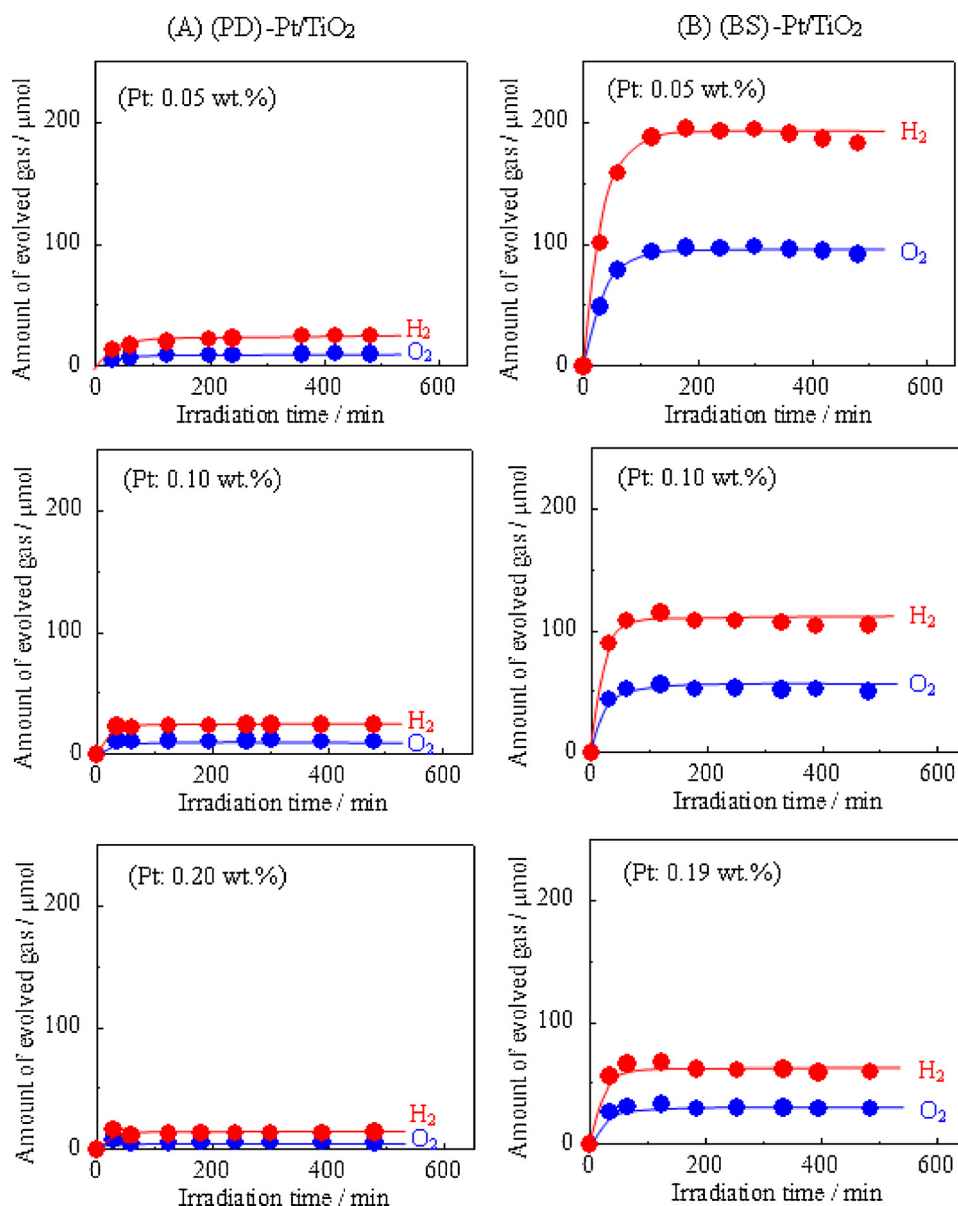 (A) (PD)-Pt/TiO₂
(B) (BS)-Pt/TiO₂
(Pt: 0.05 wt.%)
200
100
0
Amount of evolved gas / μmol
H₂
O₂
0 200 400 600
Irradiation time / min
(Pt: 0.05 wt.%)
200
100
0
Amount of evolved gas / μmol
H₂
O₂
0 200 400 600
Irradiation time / min
(Pt: 0.10 wt.%)
200
100
0
Amount of evolved gas / μmol
H₂
O₂
0 200 400 600
Irradiation time / min
(Pt: 0.10 wt.%)
200
100
0
Amount of evolved gas / μmol
H₂
O₂
0 200 400 600
Irradiation time / min
(Pt: 0.20 wt.%)
200
100
0
Amount of evolved gas / μmol
H₂
O₂
0 200 400 600
Irradiation time / min
(Pt: 0.19 wt.%)
200
100
0
Amount of evolved gas / μmol
H₂
O₂
0 200 400 600
Irradiation time / min